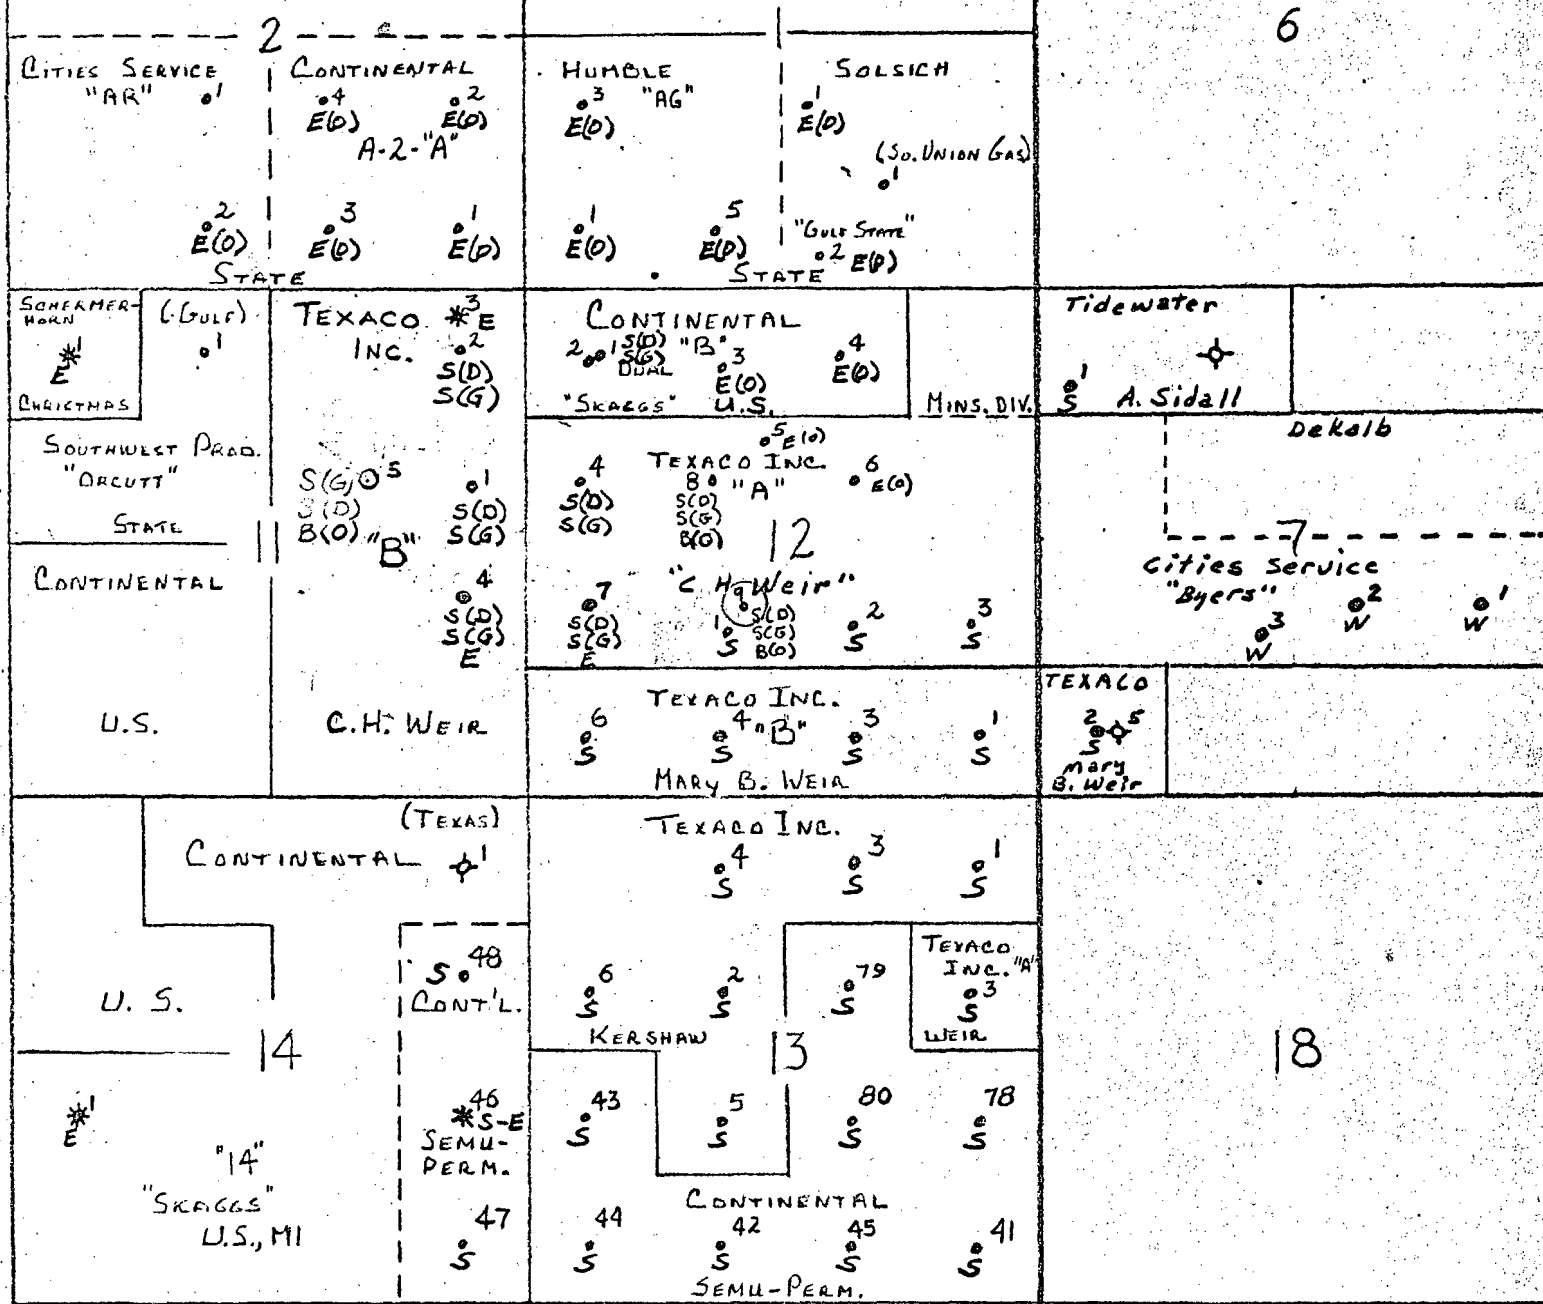 2
1
6
CITIES SERVICE
"AR" 1
2
E(O)
CONTINENTAL
4 2
E(O) E(O)
A-2-"A"
3 1
E(O) E(O)
STATE
HUMBLE
3 "AG"
E(O)
1 5
E(O) E(O)
STATE
SOLSICH
1
E(O)
(SO. UNION GAS)
1
"GULF STATE"
2 E(O)
SCHERMER-
HORN
1
E
CHRISTMAS
(GULF)
1
TEXACO 3 E
INC. 2
S(D)
S(G)
CONTINENTAL
2 1 S(D) "B"
S(G)
DUAL
3
E(O)
4
E(O)
"SKAGGS" U.S.
MINS. DIV.
Tidewater
1
S A. Sidall
DeKalb
SOUTHWEST PROD.
"ORCUTT"
STATE
S(G) 5
S(D)
B(O) "B"
1
S(D)
S(G)
11
5 E(O)
4 TEXACO INC. 6
8 "A" E(O)
S(D)
S(G)
S(D)
S(G)
B(O)
12
7
CONTINENTAL
U.S.
4
S(D)
S(G)
E
C.H. WEIR
"C. H. Weir"
7
S(D)
S(G)
E
9
S(D)
S(G)
B(O)
1
S
2
S
3
S
Cities Service
"Byers" 2 1
W W
3
W
TEXACO INC.
6 4 "B" 3 1
S S S S
MARY B. WEIR
TEXACO
2 5
S
Mary
B. Weir
(TEXAS)
CONTINENTAL 1
U. S.
14
TEXACO INC.
4 3 1
S S S
S 48
CONT'L.
6 2 79
S S S
KERSHAW
13
TEXACO
INC. "A"
3
S
WEIR
18
1
E
"14"
"SKAGGS"
U.S., MI
46
S-E
SEMU-
PERM.
47
S
43 5 80 78
S S S S
CONTINENTAL
44 42 45 41
S S S S
SEMU-PERM.